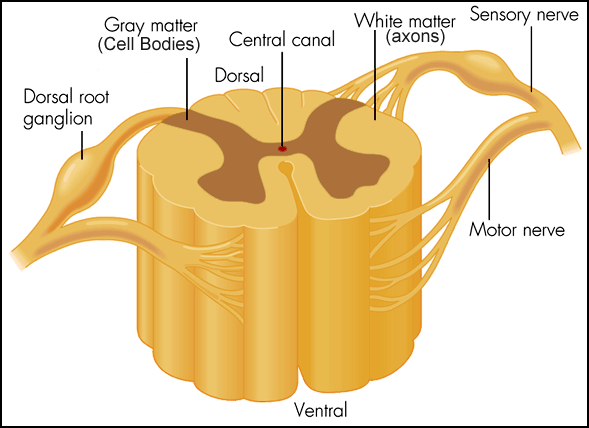 Gray matter
(Cell Bodies)
Central canal
White matter
(axons)
Sensory nerve
Dorsal
Dorsal root
ganglion
Motor nerve
Ventral